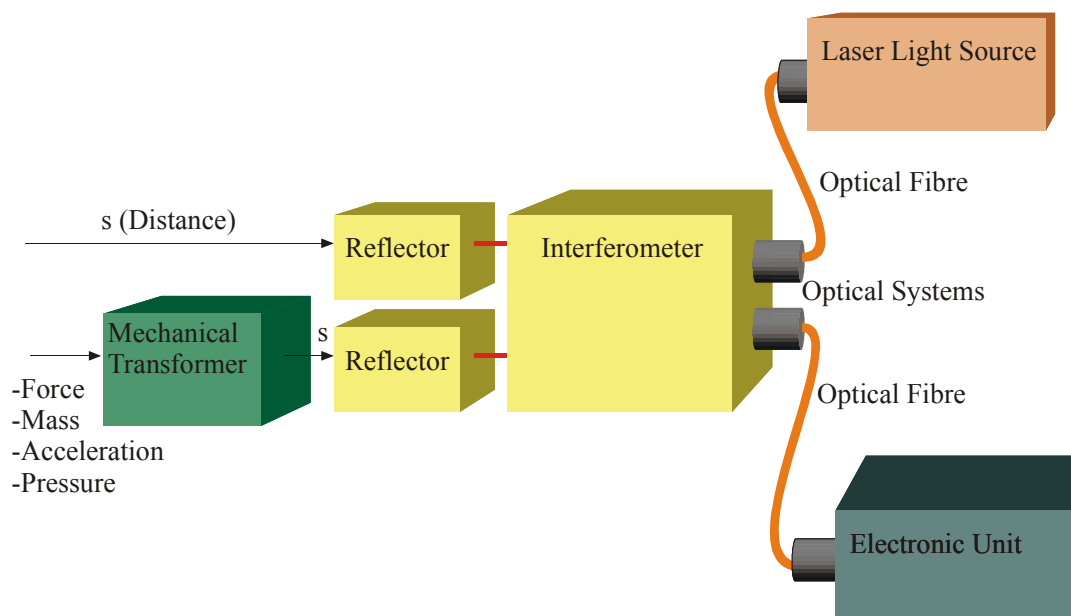 Laser Light Source
Optical Fibre
s (Distance)
Reflector
Interferometer
Optical Systems
Mechanical
Transformer
s
Reflector
-Force
-Mass
-Acceleration
-Pressure
Optical Fibre
Electronic Unit